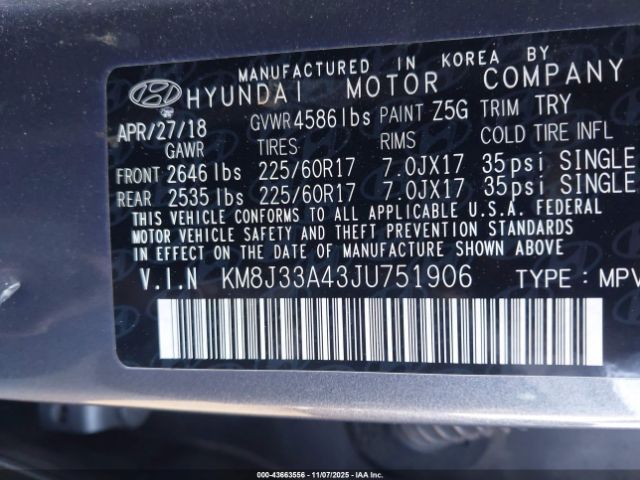 MANUFACTURED IN KOREA BY
HYUNDAI MOTOR COMPANY
APR/27/18 GVWR 4586 lbs PAINT Z5G TRIM TRY
GAWR TIRES RIMS COLD TIRE INFL
FRONT 2646 lbs 225/60R17 7.0JX17 35psi SINGLE
REAR 2535 lbs 225/60R17 7.0JX17 35psi SINGLE
THIS VEHICLE CONFORMS TO ALL APPLICABLE U.S.A. FEDERAL
MOTOR VEHICLE SAFETY AND THEFT PREVENTION STANDARDS
IN EFFECT ON THE DATE OF MANUFACTURE SHOWN ABOVE.
V.I.N KM8J33A43JU751906 TYPE : MPV
000-43663556 - 11/07/2025 - IAAI.COM